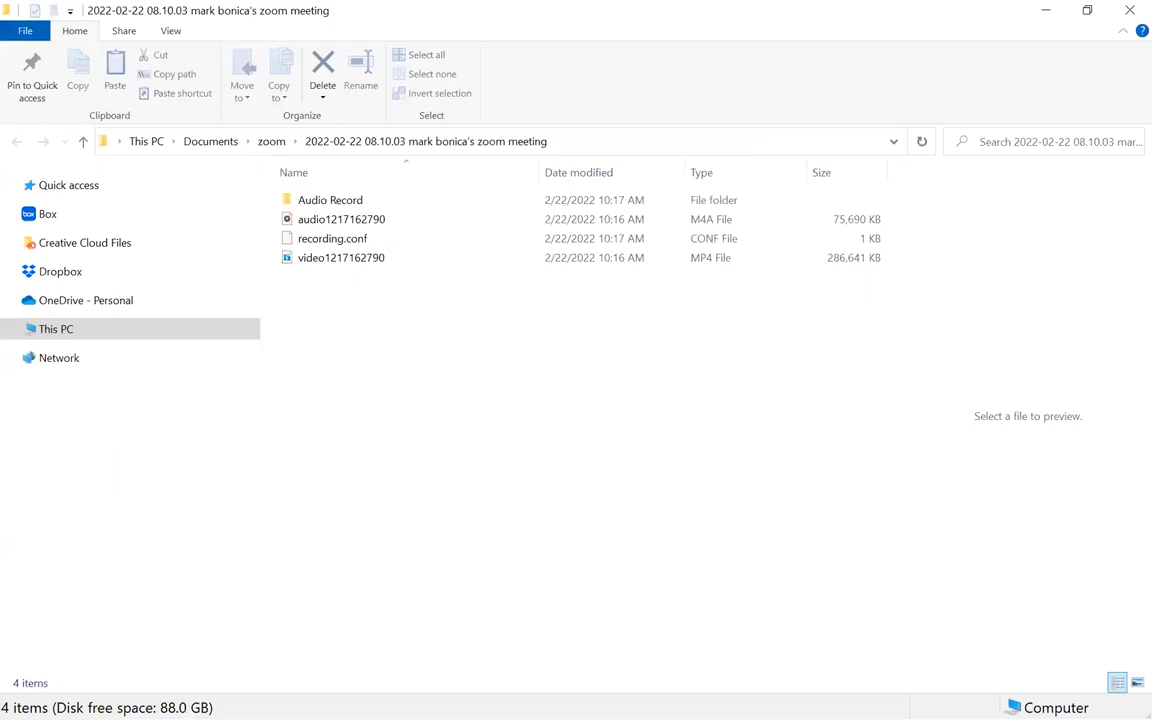 2022-02-22 08.10.03 mark bonica's zoom meeting
File Home Share View
Pin to Quick access
Copy
Paste
Cut
Copy path
Paste shortcut
Clipboard
Move to
Copy to
Delete
Rename
Organize
Select all
Select none
Invert selection
Select
This PC › Documents › zoom › 2022-02-22 08.10.03 mark bonica's zoom meeting
Search 2022-02-22 08.10.03 mar...
Name Date modified Type Size
Audio Record 2/22/2022 10:17 AM File folder
audio1217162790 2/22/2022 10:16 AM M4A File 75,690 KB
recording.conf 2/22/2022 10:17 AM CONF File 1 KB
video1217162790 2/22/2022 10:16 AM MP4 File 286,641 KB
Quick access
box Box
Creative Cloud Files
Dropbox
OneDrive - Personal
This PC
Network
Select a file to preview.
4 items
4 items (Disk free space: 88.0 GB)
Computer